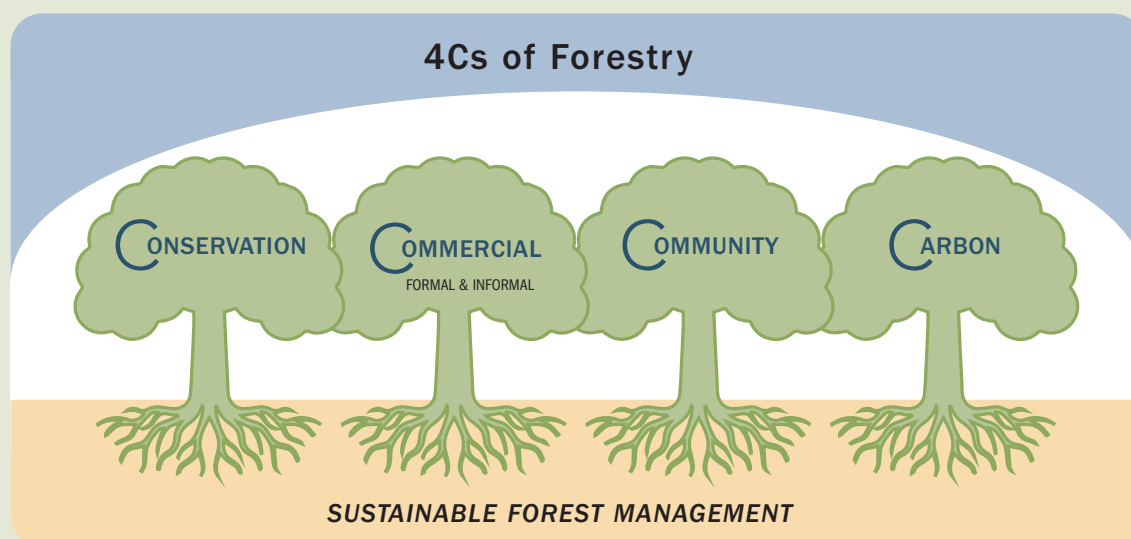 4Cs of Forestry
CONSERVATION
COMMERCIAL
FORMAL & INFORMAL
COMMUNITY
CARBON
SUSTAINABLE FOREST MANAGEMENT